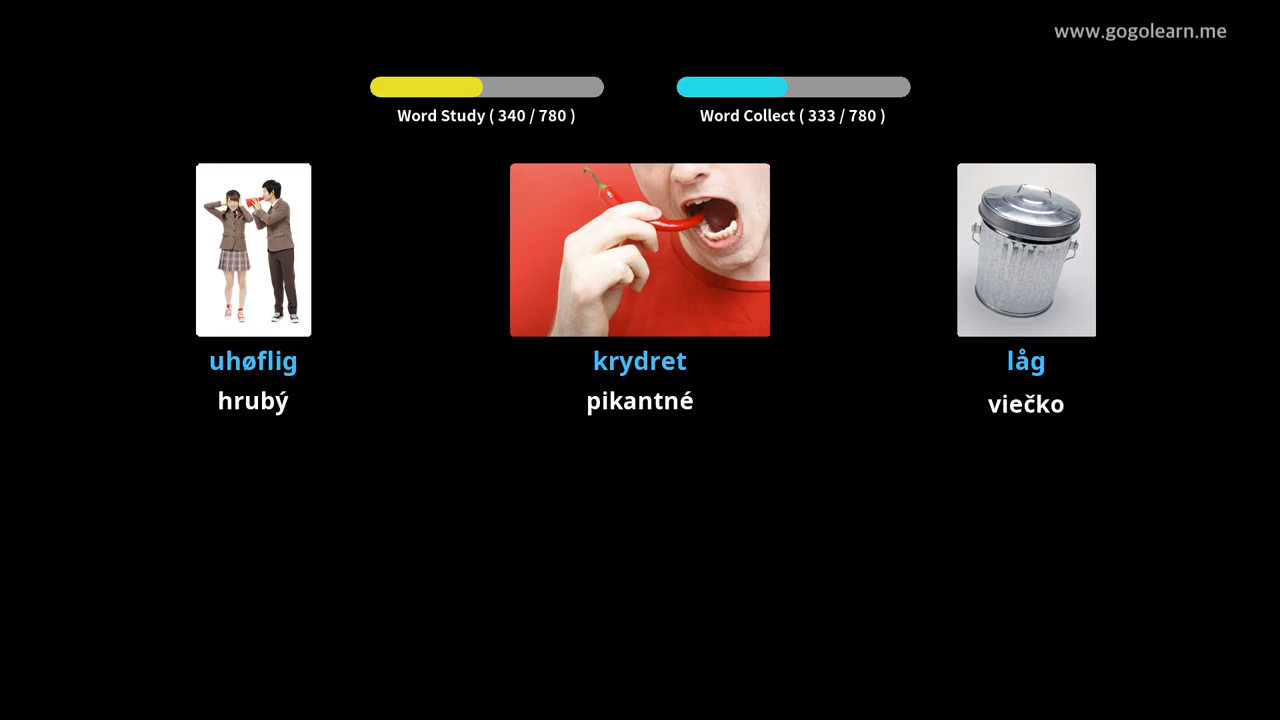 www.gogolearn.me
Word Study ( 340 / 780 )
Word Collect ( 333 / 780 )
uhøflig
hrubý
krydret
pikantné
låg
viečko